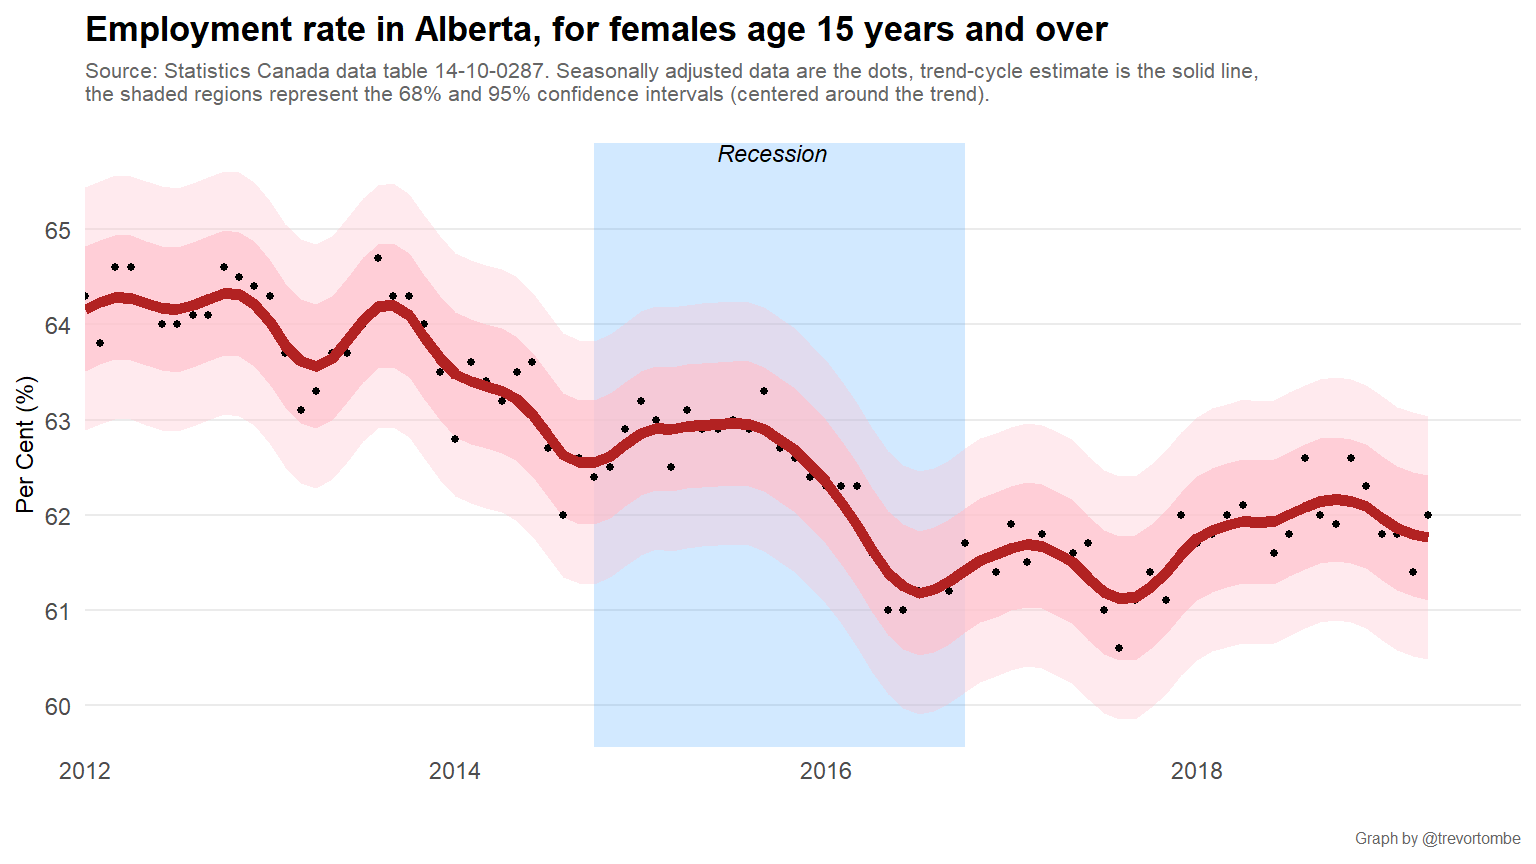 Employment rate in Alberta, for females age 15 years and over
Source: Statistics Canada data table 14-10-0287. Seasonally adjusted data are the dots, trend-cycle estimate is the solid line,
the shaded regions represent the 68% and 95% confidence intervals (centered around the trend).
Recession
Per Cent (%)
65
64
63
62
61
60
2012
2014
2016
2018
Graph by @trevortombe